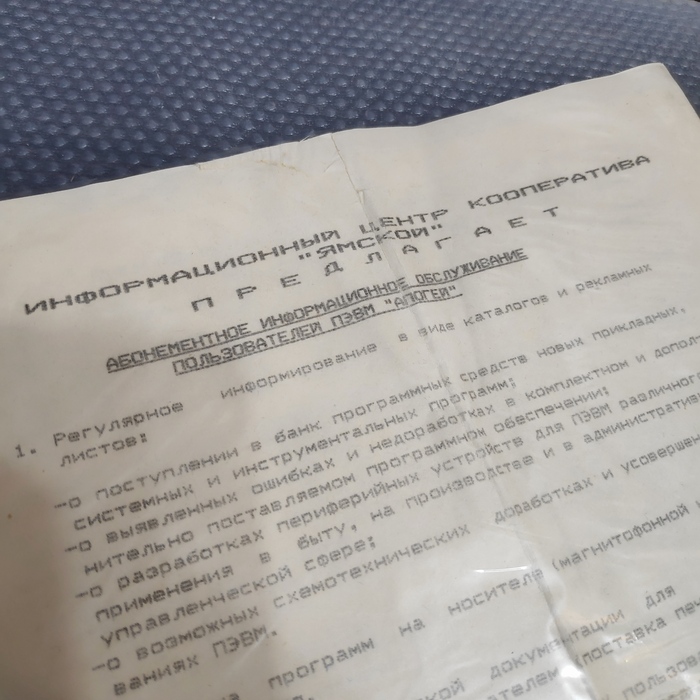 ИНФОРМАЦИОННЫЙ ЦЕНТР КООПЕРАТИВА
"ЯМСКОЙ"
П Р Е Д Л А Г А Е Т
АБОНЕМЕНТНОЕ ИНФОРМАЦИОННОЕ ОБСЛУЖИВАНИЕ
ПОЛЬЗОВАТЕЛЕЙ ПЭВМ "АПОГЕЙ"
1. Регулярное информирование в виде каталогов и рекламных
листов:
-о поступлении в банк программных средств новых прикладных,
системных и инструментальных программ;
-о выявленных ошибках и недоработках в комплектном и допол-
нительно поставляемом программном обеспечении;
-о разработках периферийных устройств для ПЭВМ различного
применения в быту, на производстве и в административ
управленческой сфере;
-о возможных схемотехнических доработках и усовершен
ваниях ПЭВМ.
программ на носителе (магнитофонной
документации для
(поставка